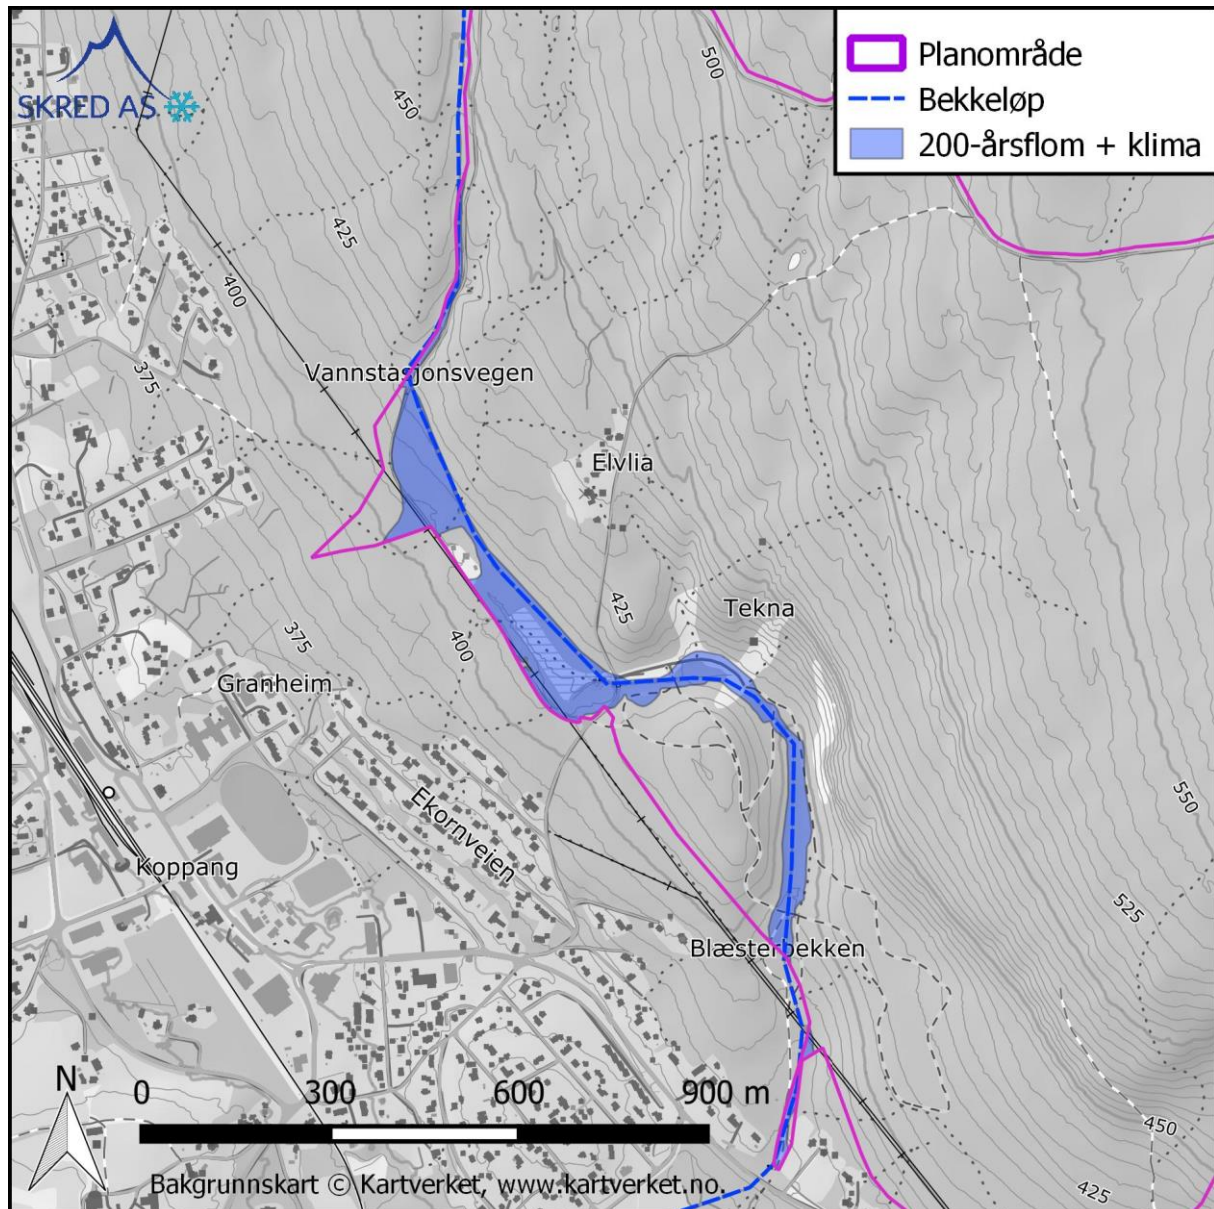 SKRED AS
Planområde
Bekkeløp
200-årsflom + klima
500
450
425
400
Vannstasjonsvegen
375
Elvlia
425
Tekna
375
400
Granheim
550
Ekornveien
Koppang
525
Blæsterbekken
N
0 300 600 900 m
450
Bakgrunnskart © Kartverket, www.kartverket.no.
425